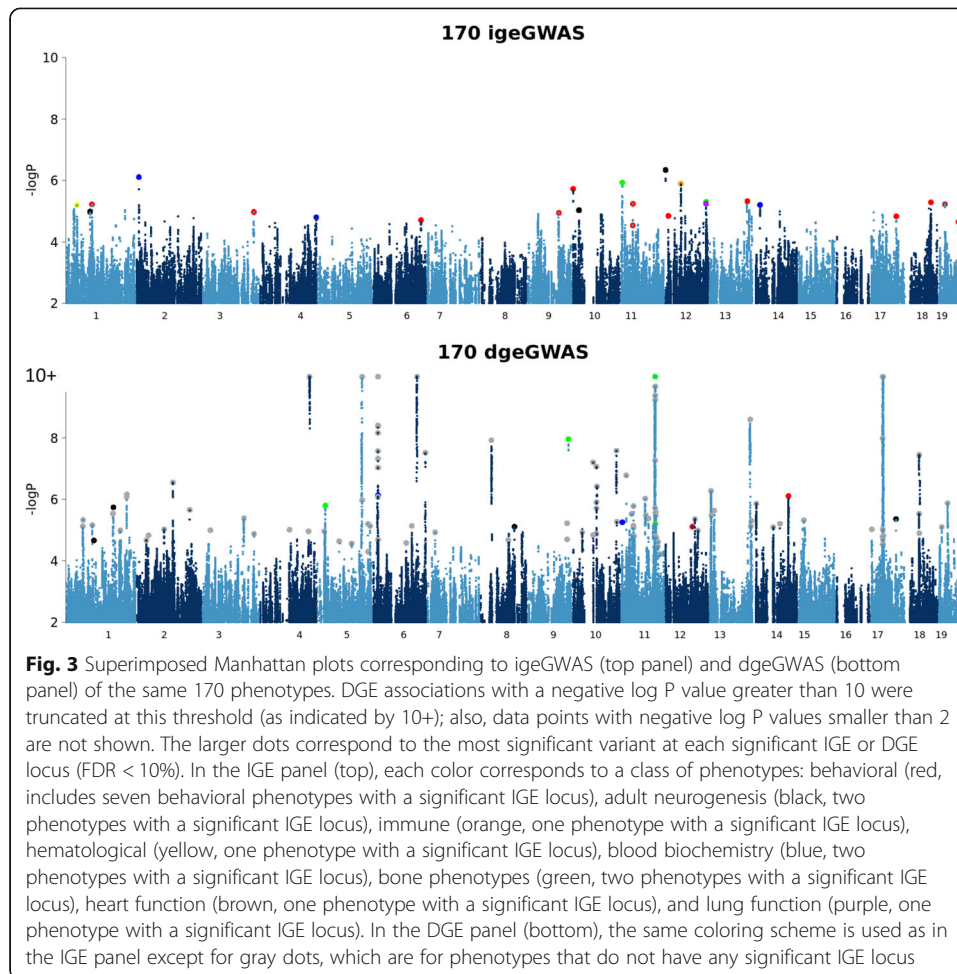 170 igeGWAS
10
8
6
4
2
-logP
1 2 3 4 5 6 7 8 9 10 11 12 13 14 15 16 17 18 19
170 dgeGWAS
10+
8
6
4
2
-logP
1 2 3 4 5 6 7 8 9 10 11 12 13 14 15 16 17 18 19
Fig. 3 Superimposed Manhattan plots corresponding to igeGWAS (top panel) and dgeGWAS (bottom
panel) of the same 170 phenotypes. DGE associations with a negative log P value greater than 10 were
truncated at this threshold (as indicated by 10+); also, data points with negative log P values smaller than 2
are not shown. The larger dots correspond to the most significant variant at each significant IGE or DGE
locus (FDR < 10%). In the IGE panel (top), each color corresponds to a class of phenotypes: behavioral (red,
includes seven behavioral phenotypes with a significant IGE locus), adult neurogenesis (black, two
phenotypes with a significant IGE locus), immune (orange, one phenotype with a significant IGE locus),
hematological (yellow, one phenotype with a significant IGE locus), blood biochemistry (blue, two
phenotypes with a significant IGE locus), bone phenotypes (green, two phenotypes with a significant IGE
locus), heart function (brown, one phenotype with a significant IGE locus), and lung function (purple, one
phenotype with a significant IGE locus). In the DGE panel (bottom), the same coloring scheme is used as in
the IGE panel except for gray dots, which are for phenotypes that do not have any significant IGE locus